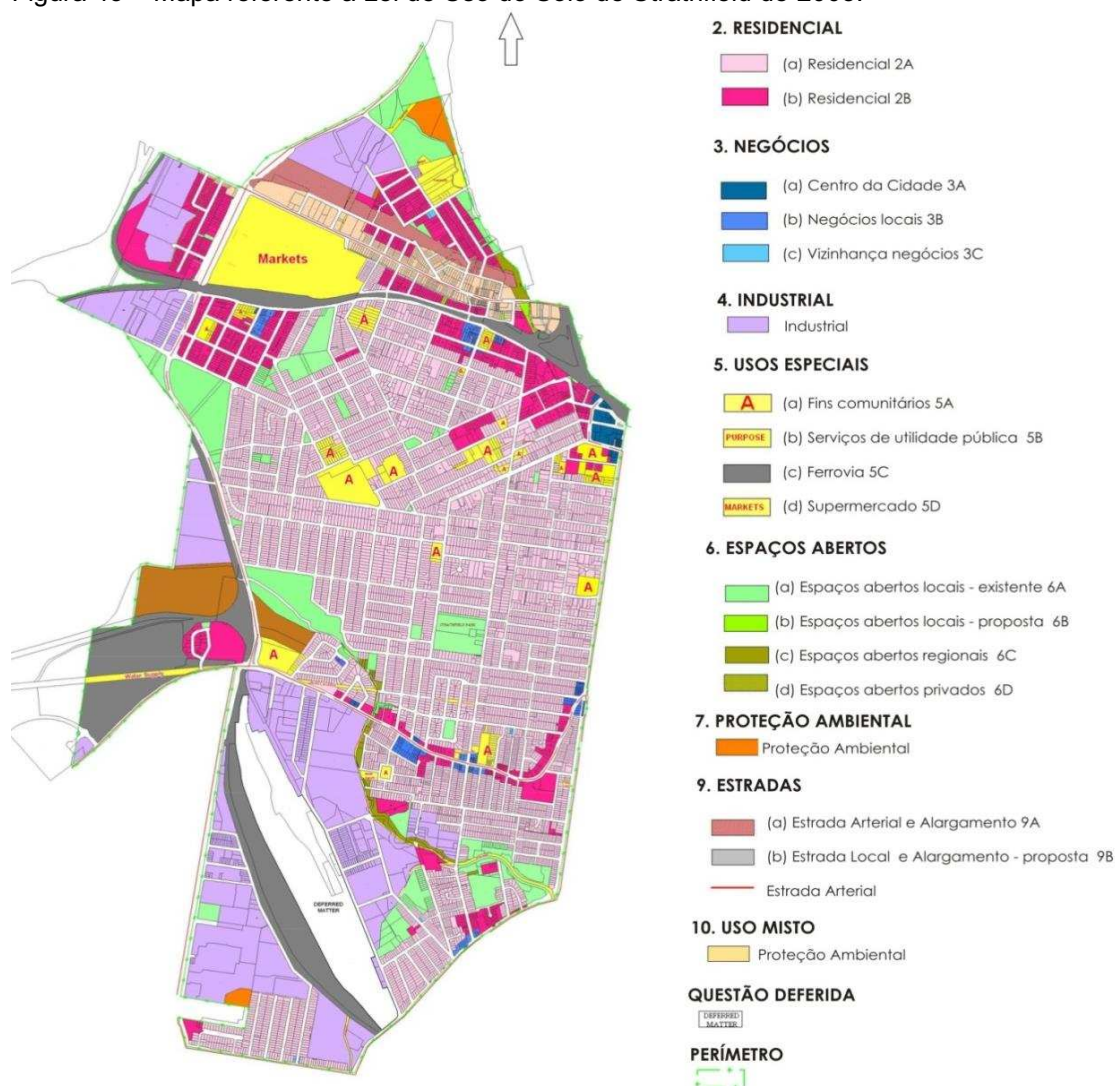 2. RESIDENCIAL
(a) Residencial 2A
(b) Residencial 2B
3. NEGÓCIOS
(a) Centro da Cidade 3A
(b) Negócios locais 3B
(c) Vizinhança negócios 3C
4. INDUSTRIAL
Industrial
5. USOS ESPECIAIS
A (a) Fins comunitários 5A
PURPOSE (b) Serviços de utilidade pública 5B
(c) Ferrovia 5C
MARKETS (d) Supermercado 5D
6. ESPAÇOS ABERTOS
(a) Espaços abertos locais - existente 6A
(b) Espaços abertos locais - proposta 6B
(c) Espaços abertos regionais 6C
(d) Espaços abertos privados 6D
7. PROTEÇÃO AMBIENTAL
Proteção Ambiental
9. ESTRADAS
(a) Estrada Arterial e Alargamento 9A
(b) Estrada Local e Alargamento - proposta 9B
Estrada Arterial
10. USO MISTO
Proteção Ambiental
QUESTÃO DEFERIDA
DEFERRED
MATTER
PERÍMETRO
Markets
A
A
A
A
A
A
A
A
A
A
A
A
A
DEFERRED
MATTER